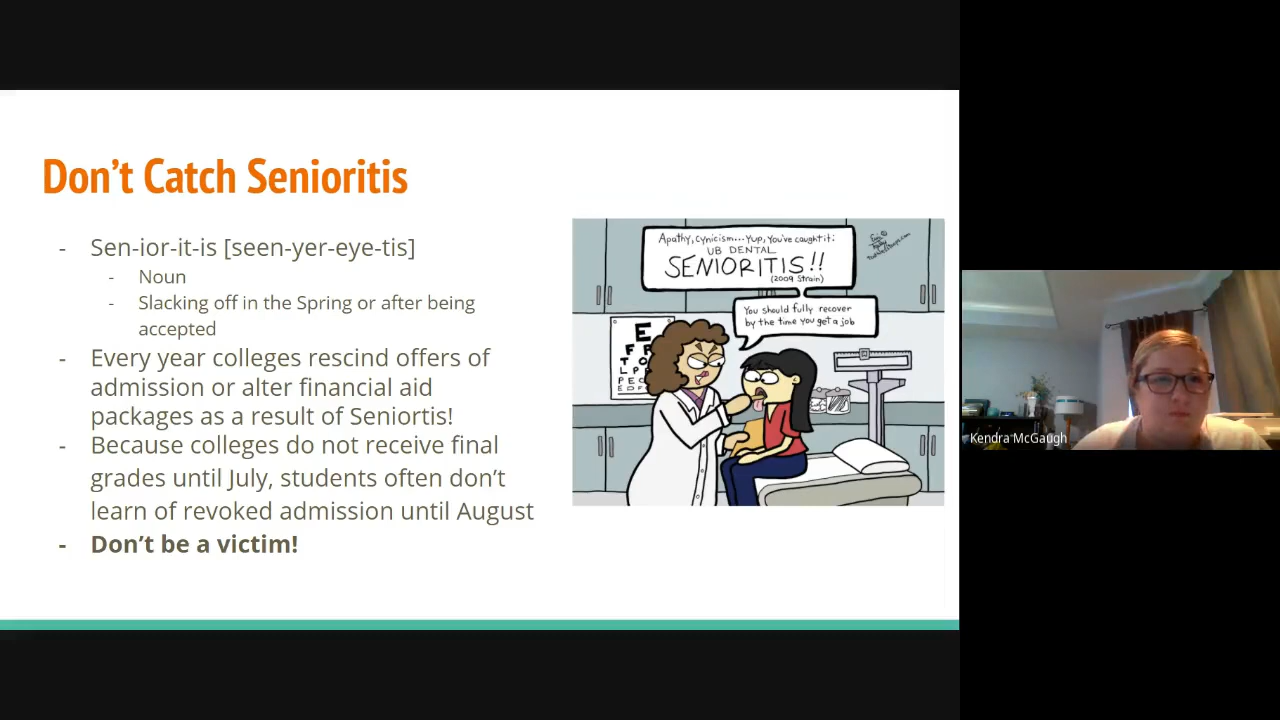 Don't Catch Senioritis
- Sen-ior-it-is [seen-yer-eye-tis]
- Noun
- Slacking off in the Spring or after being
accepted
- Every year colleges rescind offers of
admission or alter financial aid
packages as a result of Seniortis!
- Because colleges do not receive final
grades until July, students often don't
learn of revoked admission until August
- Don't be a victim!
Apathy, Cynicism... Yup, You've caught it:
UB DENTAL
SENIORITIS!!
(2009 Strain)
You should fully recover
by the time you get a job
E
Kendra McGaugh